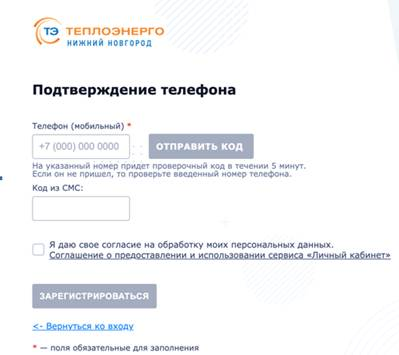 ТЭ ТЕПЛОЭНЕРГО
НИЖНИЙ НОВГОРОД
Подтверждение телефона
Телефон (мобильный) *
+7 (000) 000 0000 ОТПРАВИТЬ КОД
На указанный номер придет проверочный код в течении 5 минут.
Если он не пришел, то проверьте введенный номер телефона.
Код из СМС:
Я даю свое согласие на обработку моих персональных данных.
Соглашение о предоставлении и использовании сервиса «Личный кабинет»
ЗАРЕГИСТРИРОВАТЬСЯ
<- Вернуться ко входу
* — поля обязательные для заполнения